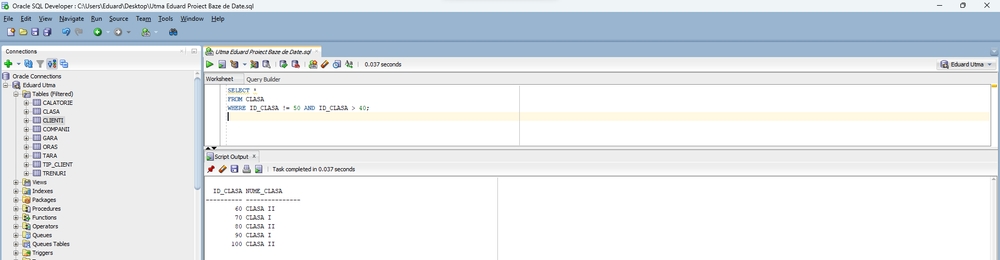 Oracle SQL Developer : C:\Users\Eduard\Desktop\Utma Eduard Proiect Baze de Date.sql
File Edit View Navigate Run Source Team Tools Window Help
Connections
Oracle Connections
Eduard Utma
Tables (Filtered)
CALATORIE
CLASA
CLIENTI
COMPANII
GARA
ORAS
TARA
TIP_CLIENT
TRENURI
Views
Indexes
Packages
Procedures
Functions
Operators
Queues
Queues Tables
Triggers
Utma Eduard Proiect Baze de Date.sql
0.037 seconds
Eduard Utma
Worksheet Query Builder
SELECT *
FROM CLASA
WHERE ID_CLASA != 50 AND ID_CLASA > 40;
Script Output x
Task completed in 0.037 seconds
ID_CLASA NUME_CLASA
---------- ---------------
60 CLASA II
70 CLASA I
80 CLASA II
90 CLASA I
100 CLASA II